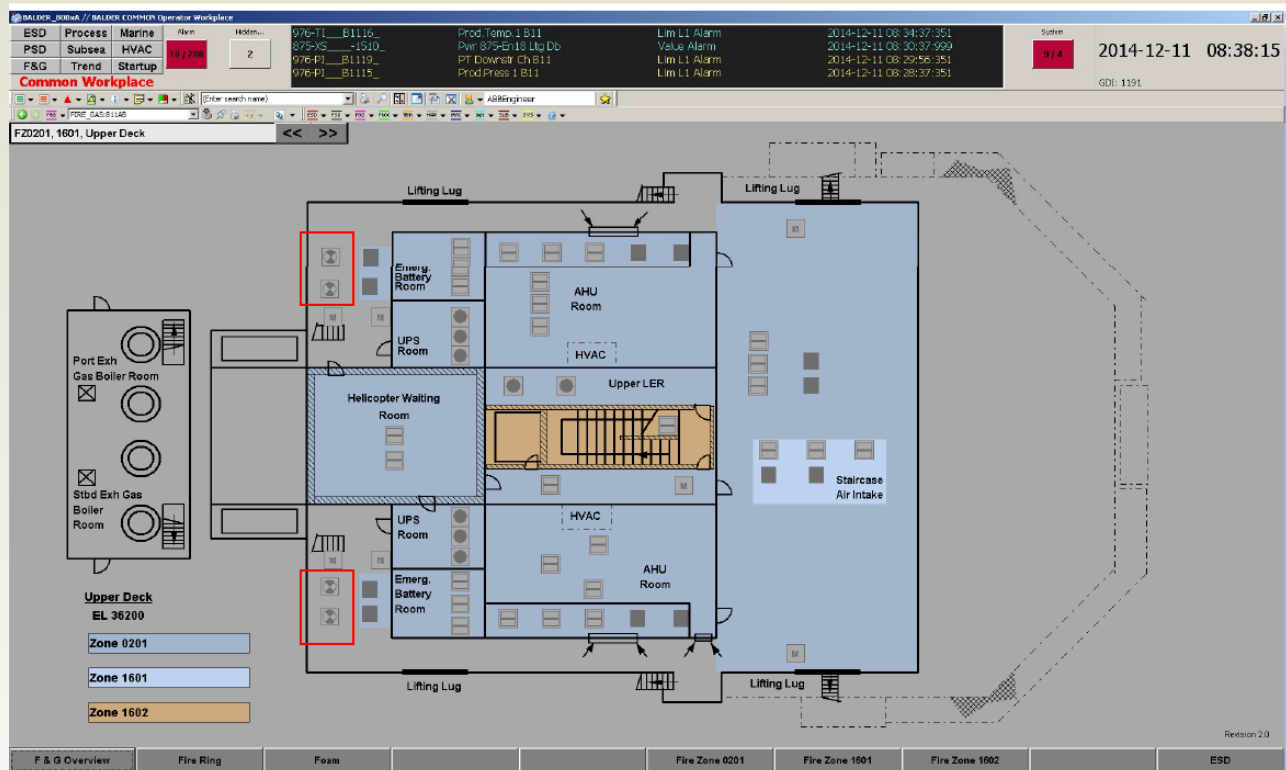 BALDER_800xA // BALDER COMMON Operator Workplace
ESD Process Marine
PSD Subsea HVAC
F&G Trend Startup
Common Workplace
Alarm
Hidden...
2
976-TI___B1116_ Prod.Temp.1 B11 Lim L1 Alarm 2014-12-11 08:34:37:351
875-XS____-1510_ Pwr 875-En18 Ltg Db Value Alarm 2014-12-11 08:30:37:999
976-PI___B1119_ PT Downstr Ch B11 Lim L1 Alarm 2014-12-11 08:29:56:351
976-PI___B1115_ Prod.Press 1 B11 Lim L1 Alarm 2014-12-11 08:28:37:351
System
9 / 4
2014-12-11 08:38:15
GDI: 1191
(Enter search name)
ABBEngineer
FIRE_GAS:B11AB
FZ0201, 1601, Upper Deck << >>
Lifting Lug
Lifting Lug
M
Emerg.
Battery
Room
AHU
Room
M M
UPS
Room
HVAC
Port Exh
Gas Boiler Room
Upper LER
Helicopter Waiting
Room
Staircase
Air Intake
M
Stbd Exh Gas
Boiler
Room
UPS
Room
HVAC
M M
Emerg.
Battery
Room
AHU
Room
Upper Deck
EL 36200
Zone 0201
M
Zone 1601
Lifting Lug
Lifting Lug
Zone 1602
Revision 2.0
F & G Overview Fire Ring Foam Fire Zone 0201 Fire Zone 1601 Fire Zone 1602 ESD